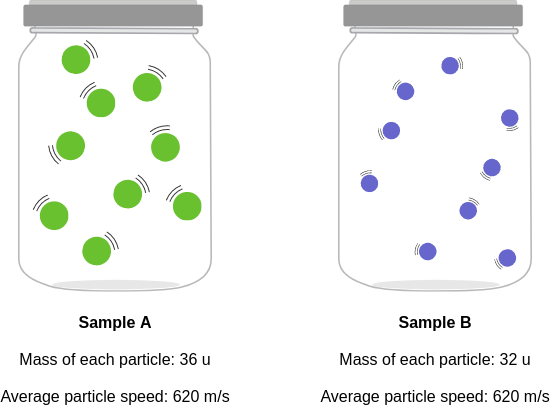 Sample A
Mass of each particle: 36 u
Average particle speed: 620 m/s
Sample B
Mass of each particle: 32 u
Average particle speed: 620 m/s